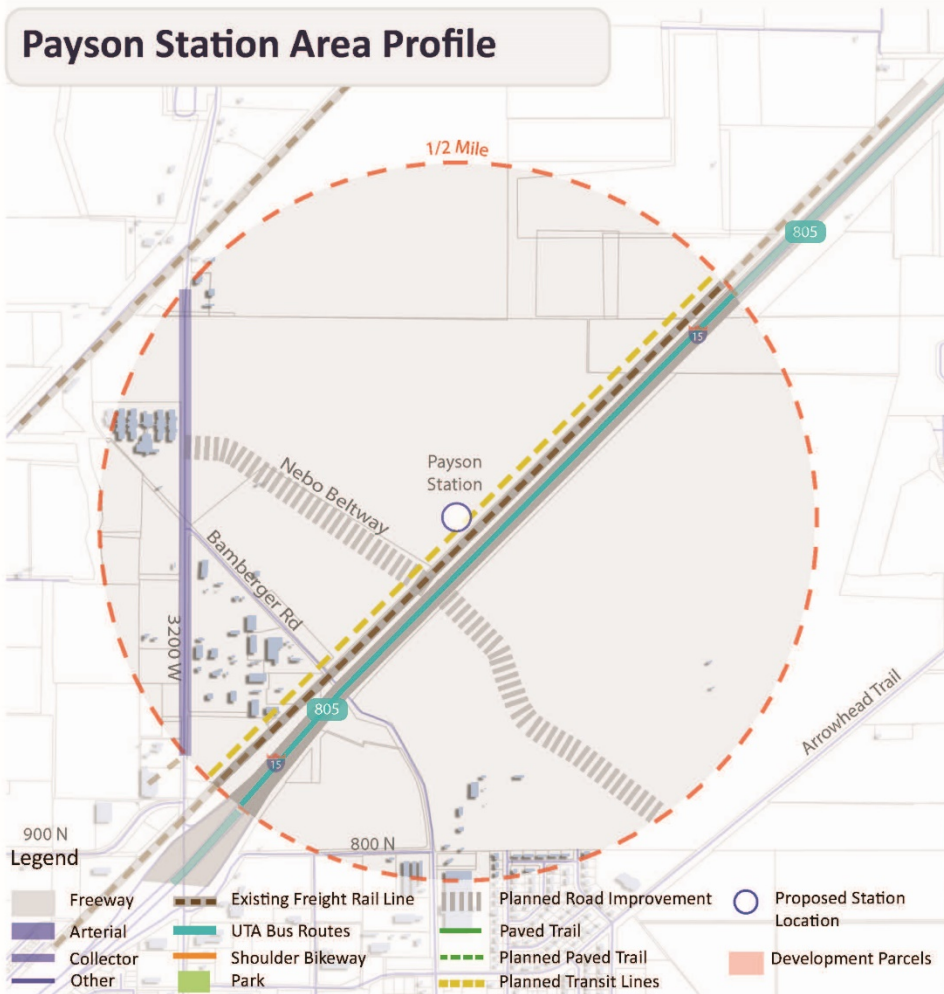 Payson Station Area Profile
1/2 Mile
805
15
Payson
Station
Nebo Beltway
Bamberger Rd
3200 W
805
15
Arrowhead Trail
900 N
800 N
Legend
Freeway
Arterial
Collector
Other
Existing Freight Rail Line
UTA Bus Routes
Shoulder Bikeway
Park
Planned Road Improvement
Paved Trail
Planned Paved Trail
Planned Transit Lines
Proposed Station
Location
Development Parcels